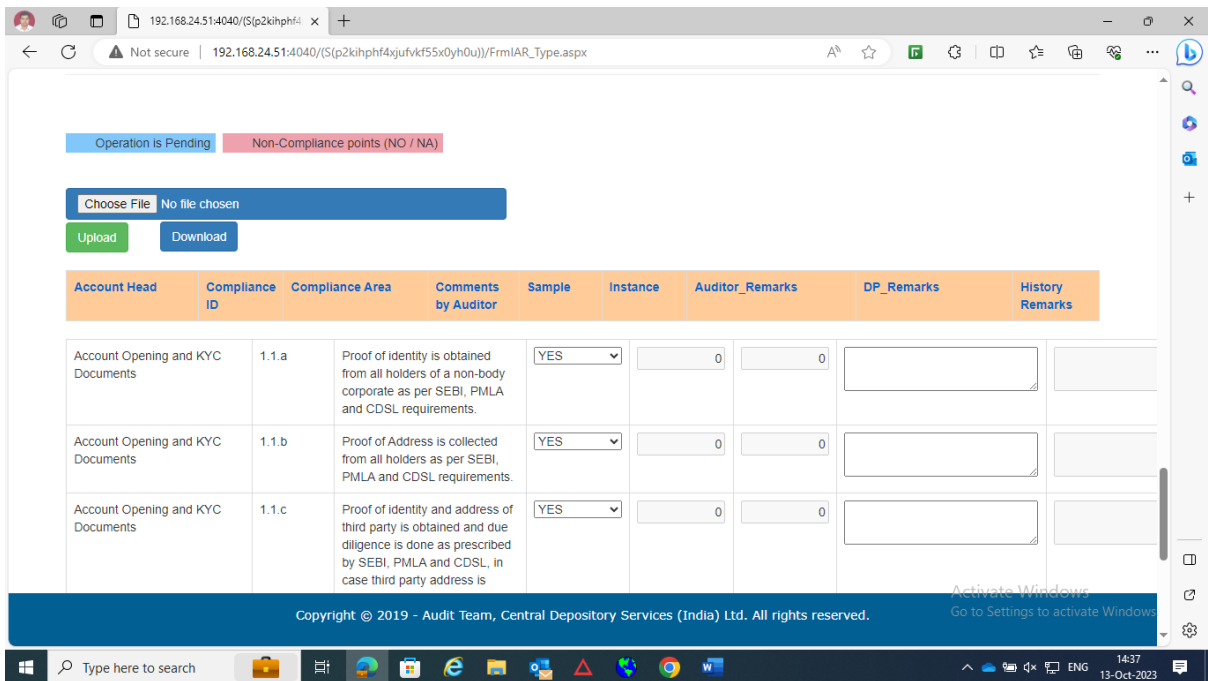 192.168.24.51:4040/(S(p2kihphf4
Not secure | 192.168.24.51:4040/(S(p2kihphf4xjufvkf55x0yh0u))/FrmIAR_Type.aspx
Operation is Pending Non-Compliance points (NO / NA)
Choose File No file chosen
Upload Download
Account Head Compliance Compliance Area Comments Sample Instance Auditor_Remarks DP_Remarks History
ID by Auditor Remarks
Account Opening and KYC 1.1.a Proof of identity is obtained YES 0 0
Documents from all holders of a non-body
corporate as per SEBI, PMLA
and CDSL requirements.
Account Opening and KYC 1.1.b Proof of Address is collected YES 0 0
Documents from all holders as per SEBI,
PMLA and CDSL requirements.
Account Opening and KYC 1.1.c Proof of identity and address of YES 0 0
Documents third party is obtained and due
diligence is done as prescribed
by SEBI, PMLA and CDSL, in
case third party address is
Activate Windows
Copyright © 2019 - Audit Team, Central Depository Services (India) Ltd. All rights reserved. Go to Settings to activate Windows
Type here to search ENG 14:37
13-Oct-2023